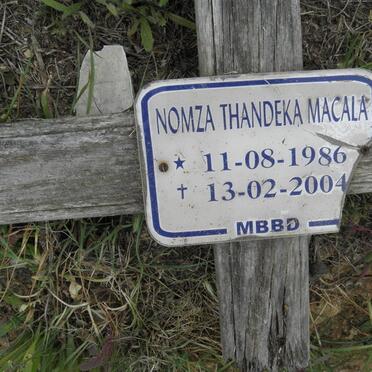 NOMZA THANDEKA MACALA
★ 11-08-1986
✝ 13-02-2004
MBBD